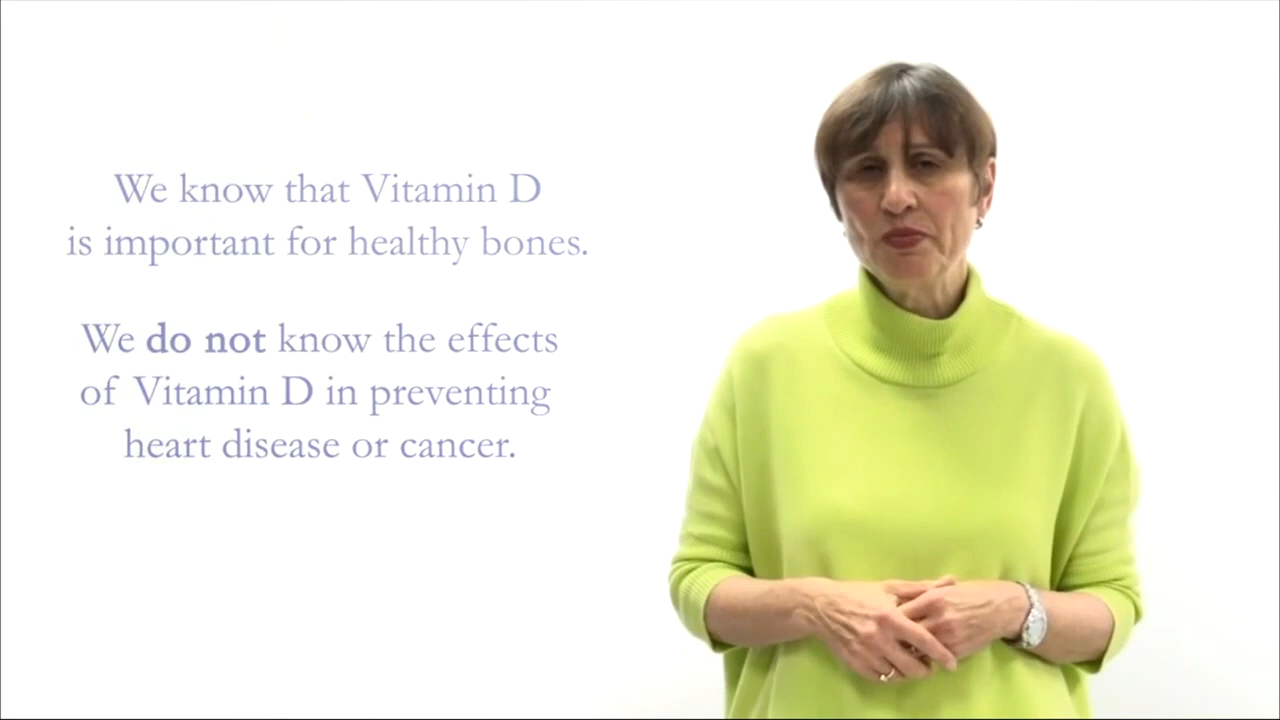 We know that Vitamin D
is important for healthy bones.
We do not know the effects
of Vitamin D in preventing
heart disease or cancer.